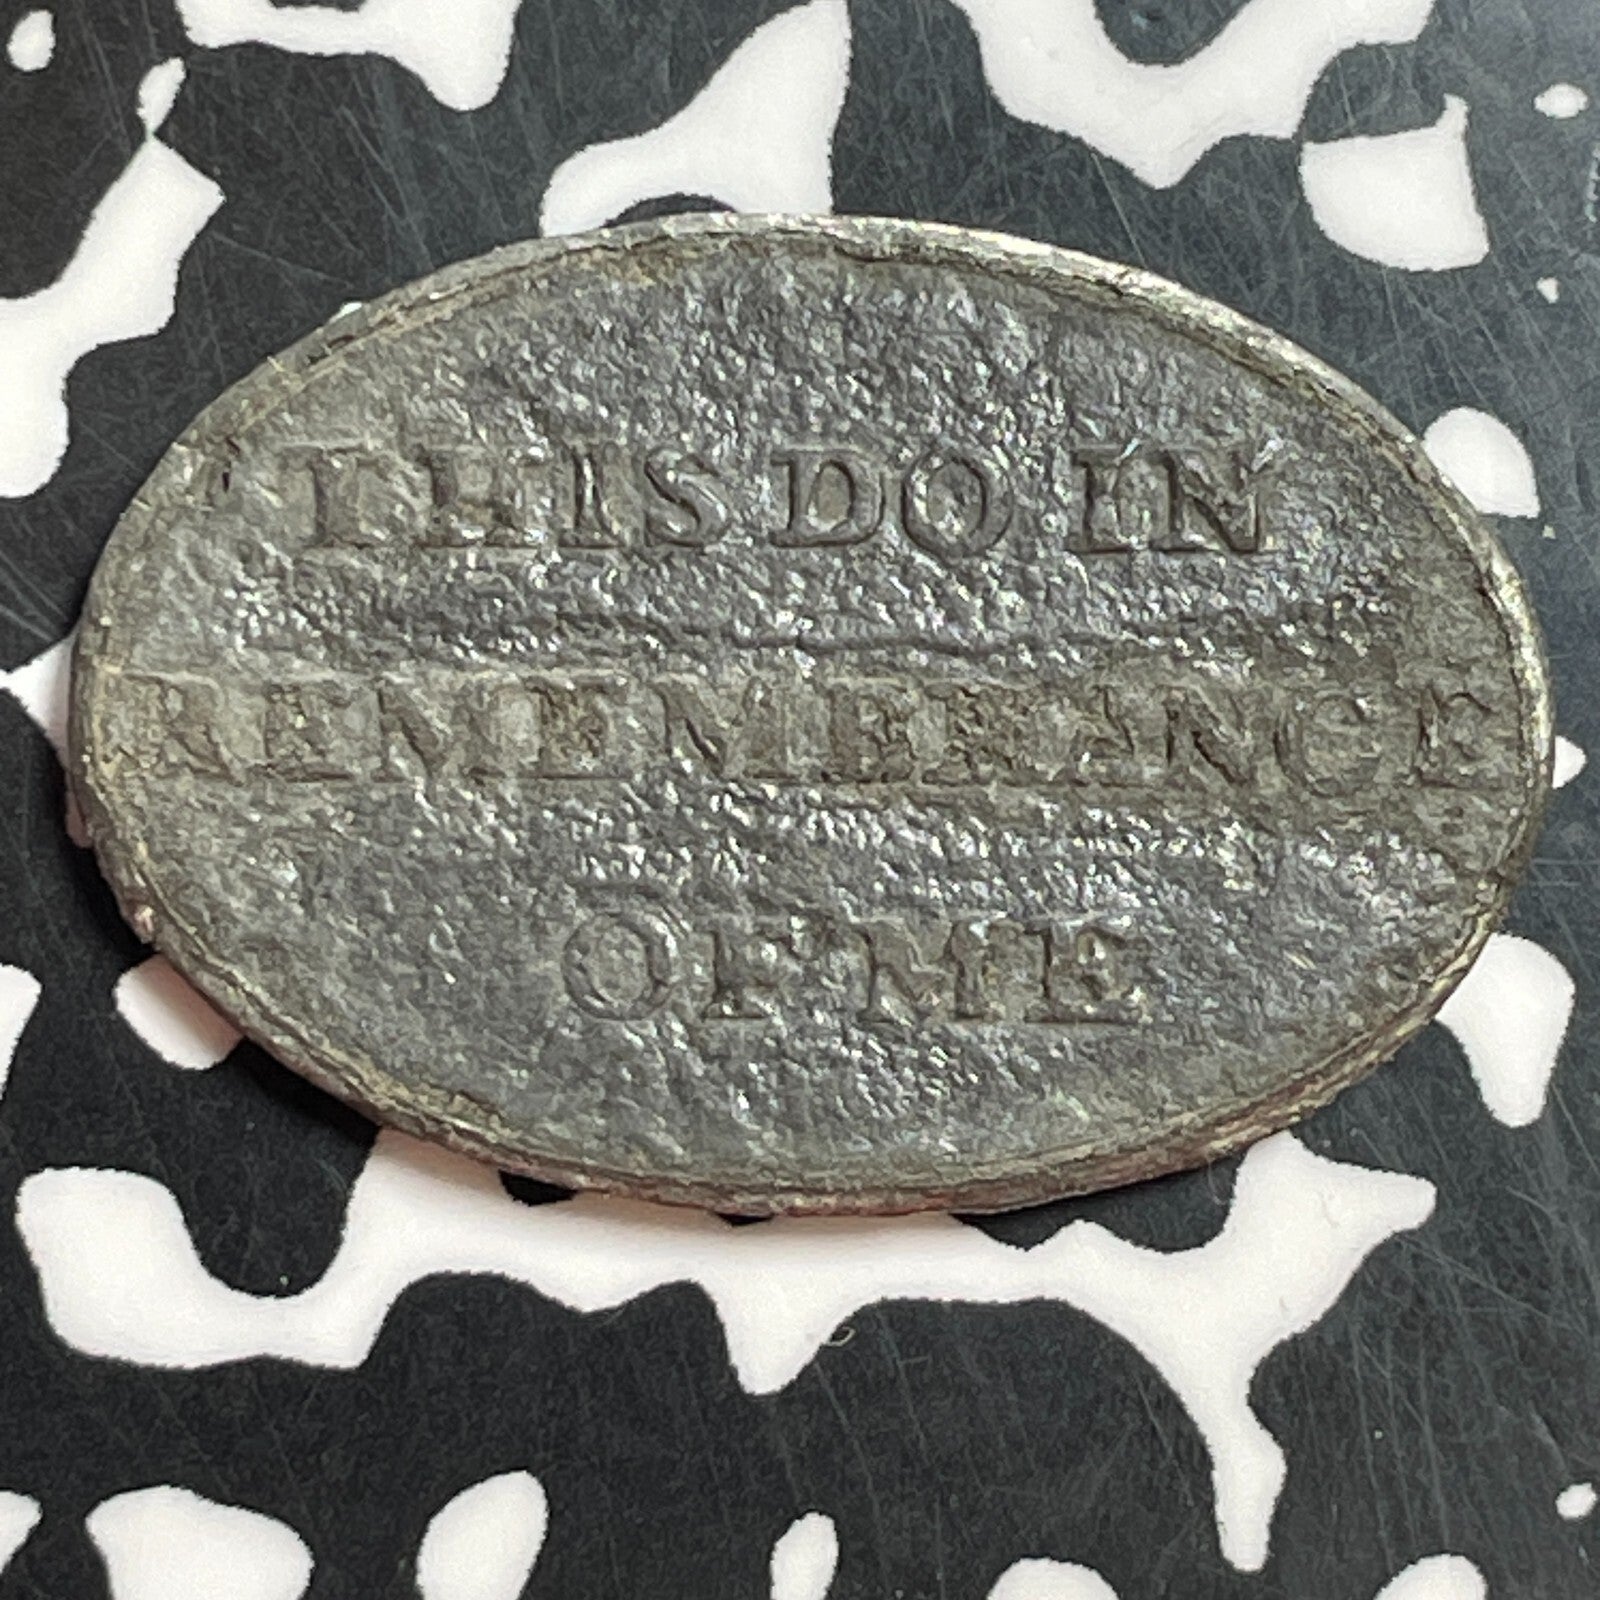 THIS DO IN
REMEMBRANCE
OF ME